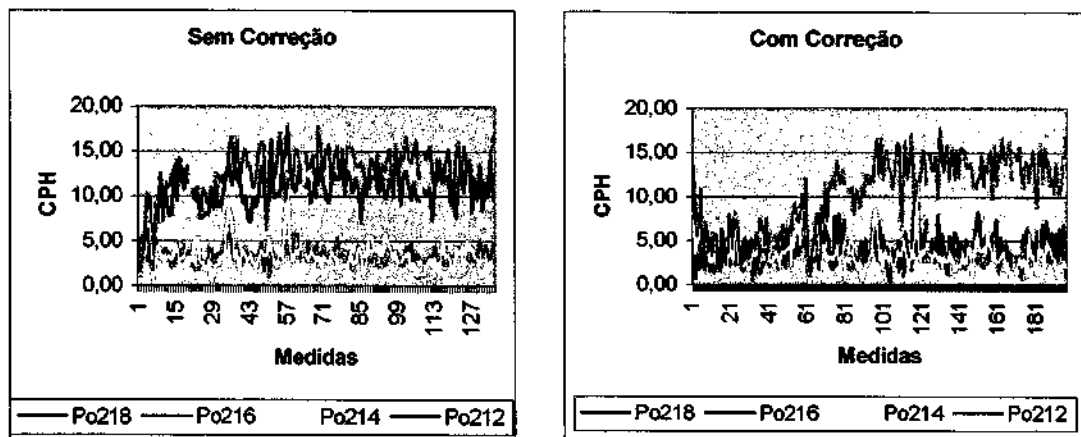 Sem Correção
20,00
15,00
10,00
5,00
0,00
CPH
1 15 29 43 57 71 85 99 113 127
Medidas
Po218 Po216 Po214 Po212
Com Correção
20,00
15,00
10,00
5,00
0,00
CPH
1 21 41 61 81 101 121 141 161 181
Medidas
Po218 Po216 Po214 Po212